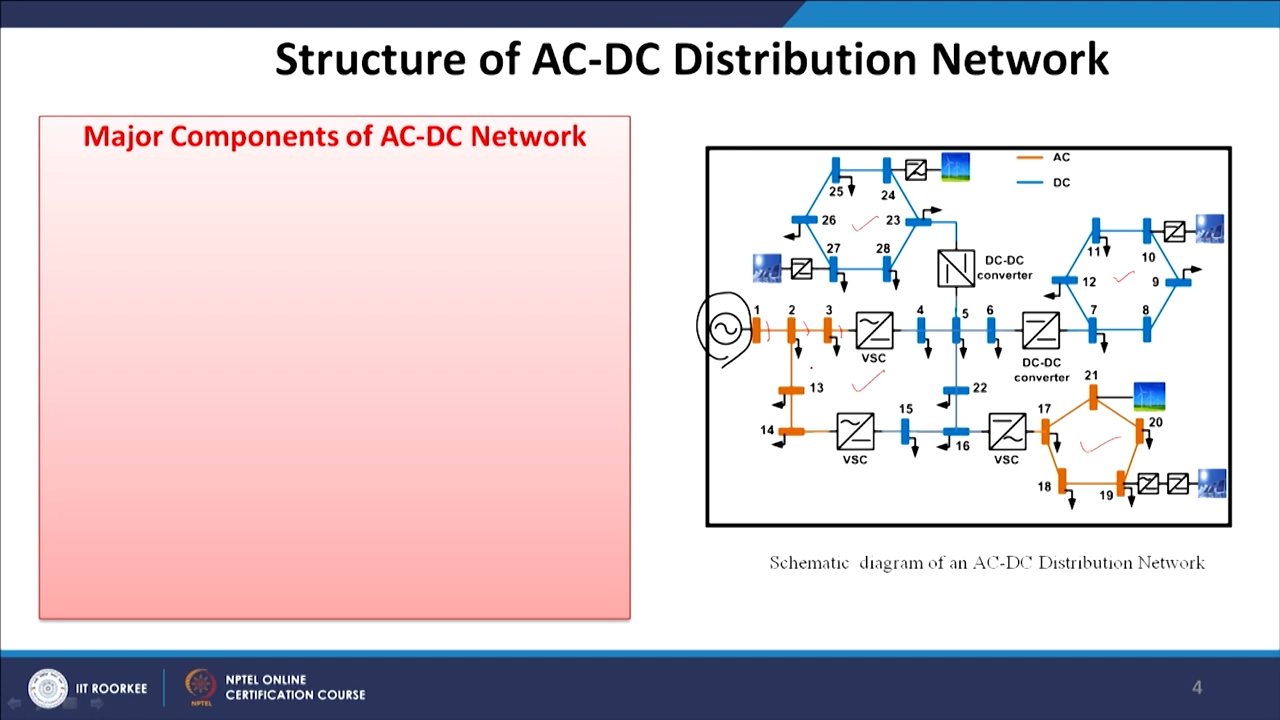 Structure of AC-DC Distribution Network
Major Components of AC-DC Network
AC
DC
25
24
26
23
27
28
DC-DC
converter
11
10
12
9
7
8
1
2
3
4
5
6
VSC
DC-DC
converter
21
13
22
17
20
14
15
16
VSC
VSC
18
19
Schematic diagram of an AC-DC Distribution Network
IIT ROORKEE
NPTEL
NPTEL ONLINE
CERTIFICATION COURSE
4